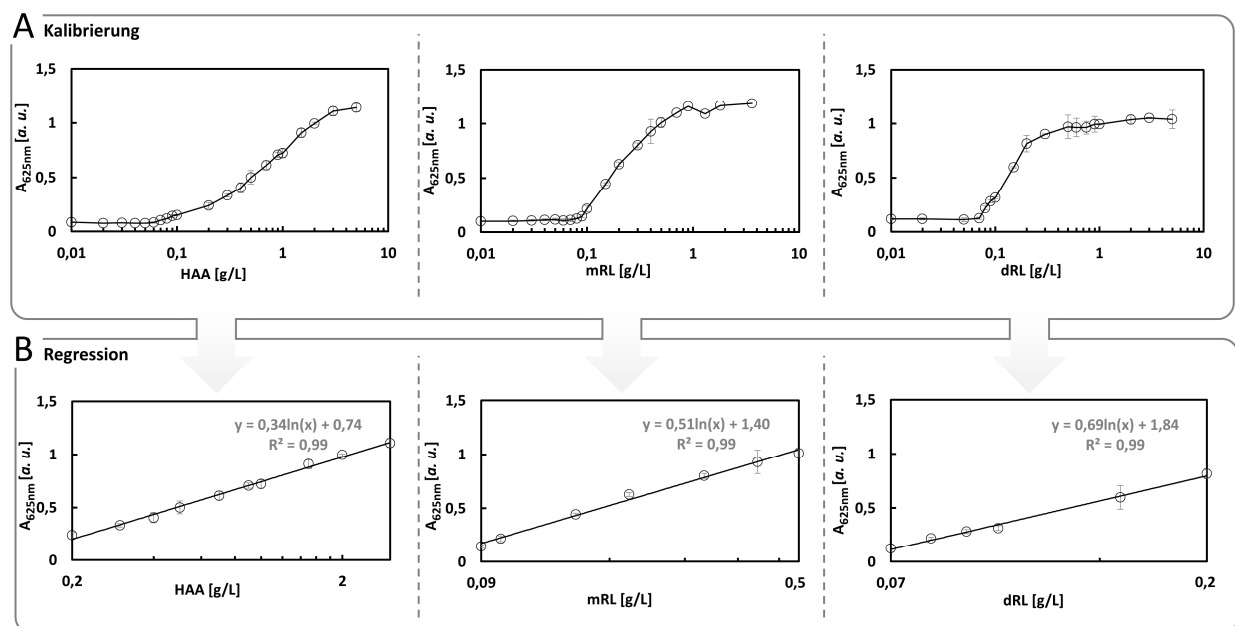 A Kalibrierung
1,5
1
0,5
0
A625nm [a. u.]
0,01 0,1 1 10
HAA [g/L]
1,5
1
0,5
0
A625nm [a. u.]
0,01 0,1 1 10
mRL [g/L]
1,5
1
0,5
0
A625nm [a. u.]
0,01 0,1 1 10
dRL [g/L]
B Regression
1,5
1
0,5
0
A625nm [a. u.]
y = 0,34ln(x) + 0,74
R² = 0,99
0,2 2
HAA [g/L]
1,5
1
0,5
0
A625nm [a. u.]
y = 0,51ln(x) + 1,40
R² = 0,99
0,09 0,5
mRL [g/L]
1,5
1
0,5
0
A625nm [a. u.]
y = 0,69ln(x) + 1,84
R² = 0,99
0,07 0,2
dRL [g/L]